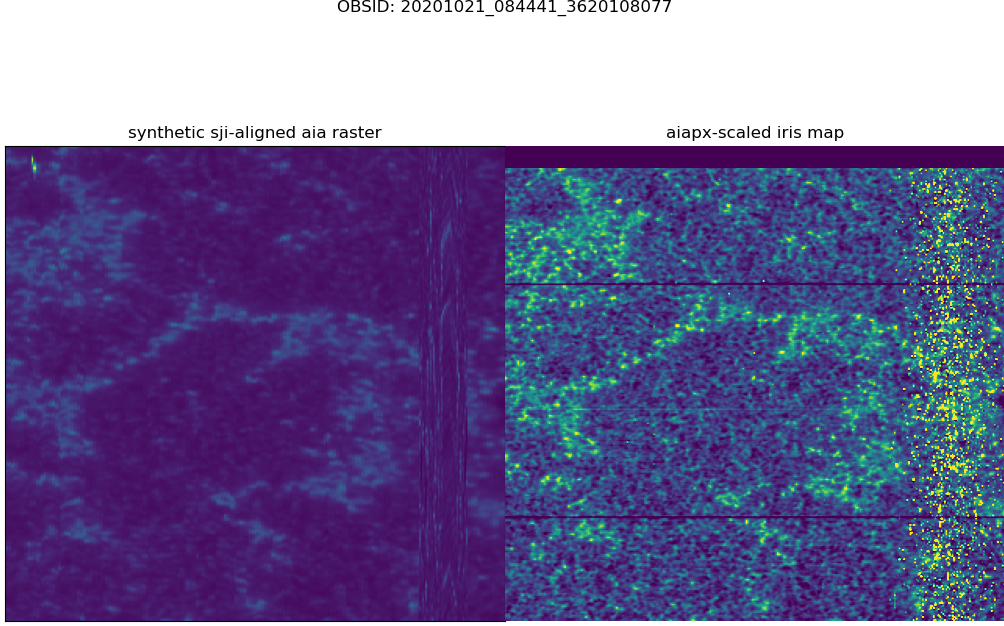 OBSID: 20201021_084441_3620108077
synthetic sji-aligned aia raster
aiapx-scaled iris map